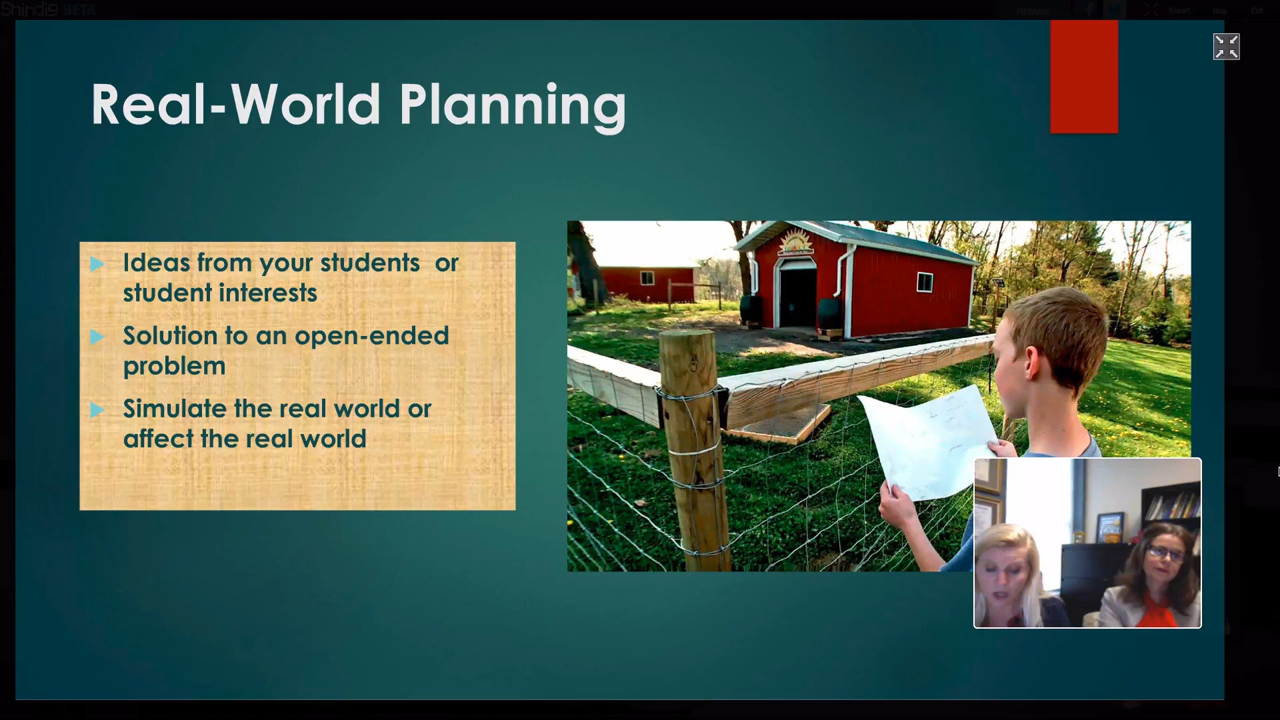 Shindig BETA
Real-World Planning
Ideas from your students or
student interests
Solution to an open-ended
problem
Simulate the real world or
affect the real world